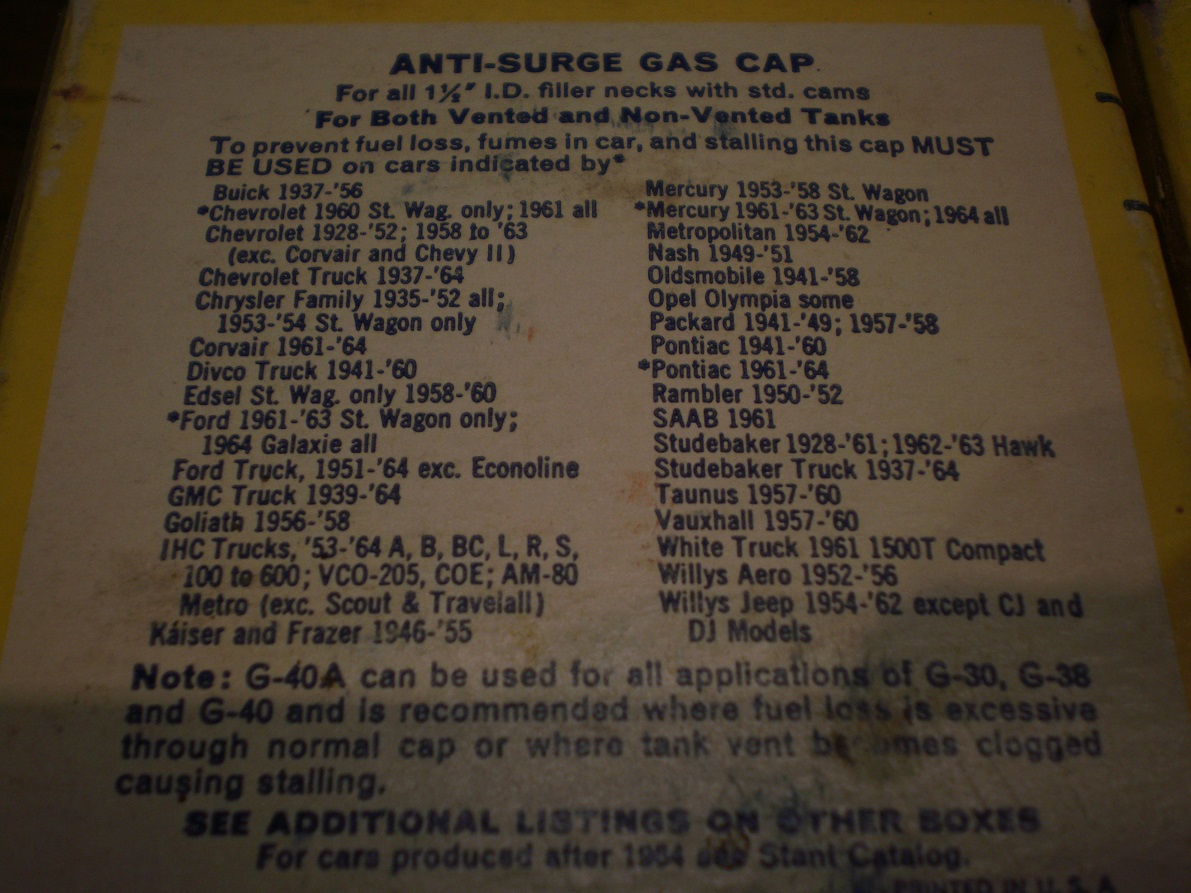 ANTI-SURGE GAS CAP
For all 1½" I.D. filler necks with std. cams
For Both Vented and Non-Vented Tanks
To prevent fuel loss, fumes in car, and stalling this cap MUST
BE USED on cars indicated by*
Buick 1937-'56
*Chevrolet 1960 St. Wag. only; 1961 all
Chevrolet 1928-'52; 1958 to '63
(exc. Corvair and Chevy II)
Chevrolet Truck 1937-'64
Chrysler Family 1935-'52 all;
1953-'54 St. Wagon only
Corvair 1961-'64
Divco Truck 1941-'60
Edsel St. Wag. only 1958-'60
*Ford 1961-'63 St. Wagon only;
1964 Galaxie all
Ford Truck, 1951-'64 exc. Econoline
GMC Truck 1939-'64
Goliath 1956-'58
IHC Trucks, '53-'64 A, B, BC, L, R, S,
100 to 600; VCO-205, COE; AM-80
Metro (exc. Scout & Travelall)
Kaiser and Frazer 1946-'55
Mercury 1953-'58 St. Wagon
*Mercury 1961-'63 St. Wagon; 1964 all
Metropolitan 1954-'62
Nash 1949-'51
Oldsmobile 1941-'58
Opel Olympia some
Packard 1941-'49; 1957-'58
Pontiac 1941-'60
*Pontiac 1961-'64
Rambler 1950-'52
SAAB 1961
Studebaker 1928-'61; 1962-'63 Hawk
Studebaker Truck 1937-'64
Taunus 1957-'60
Vauxhall 1957-'60
White Truck 1961 1500T Compact
Willys Aero 1952-'56
Willys Jeep 1954-'62 except CJ and
DJ Models
Note: G-40A can be used for all applications of G-30, G-38
and G-40 and is recommended where fuel loss is excessive
through normal cap or where tank vent becomes clogged
causing stalling.
SEE ADDITIONAL LISTINGS ON OTHER BOXES
For cars produced after 1964 see Stant Catalog.
PRINTED IN U.S.A.